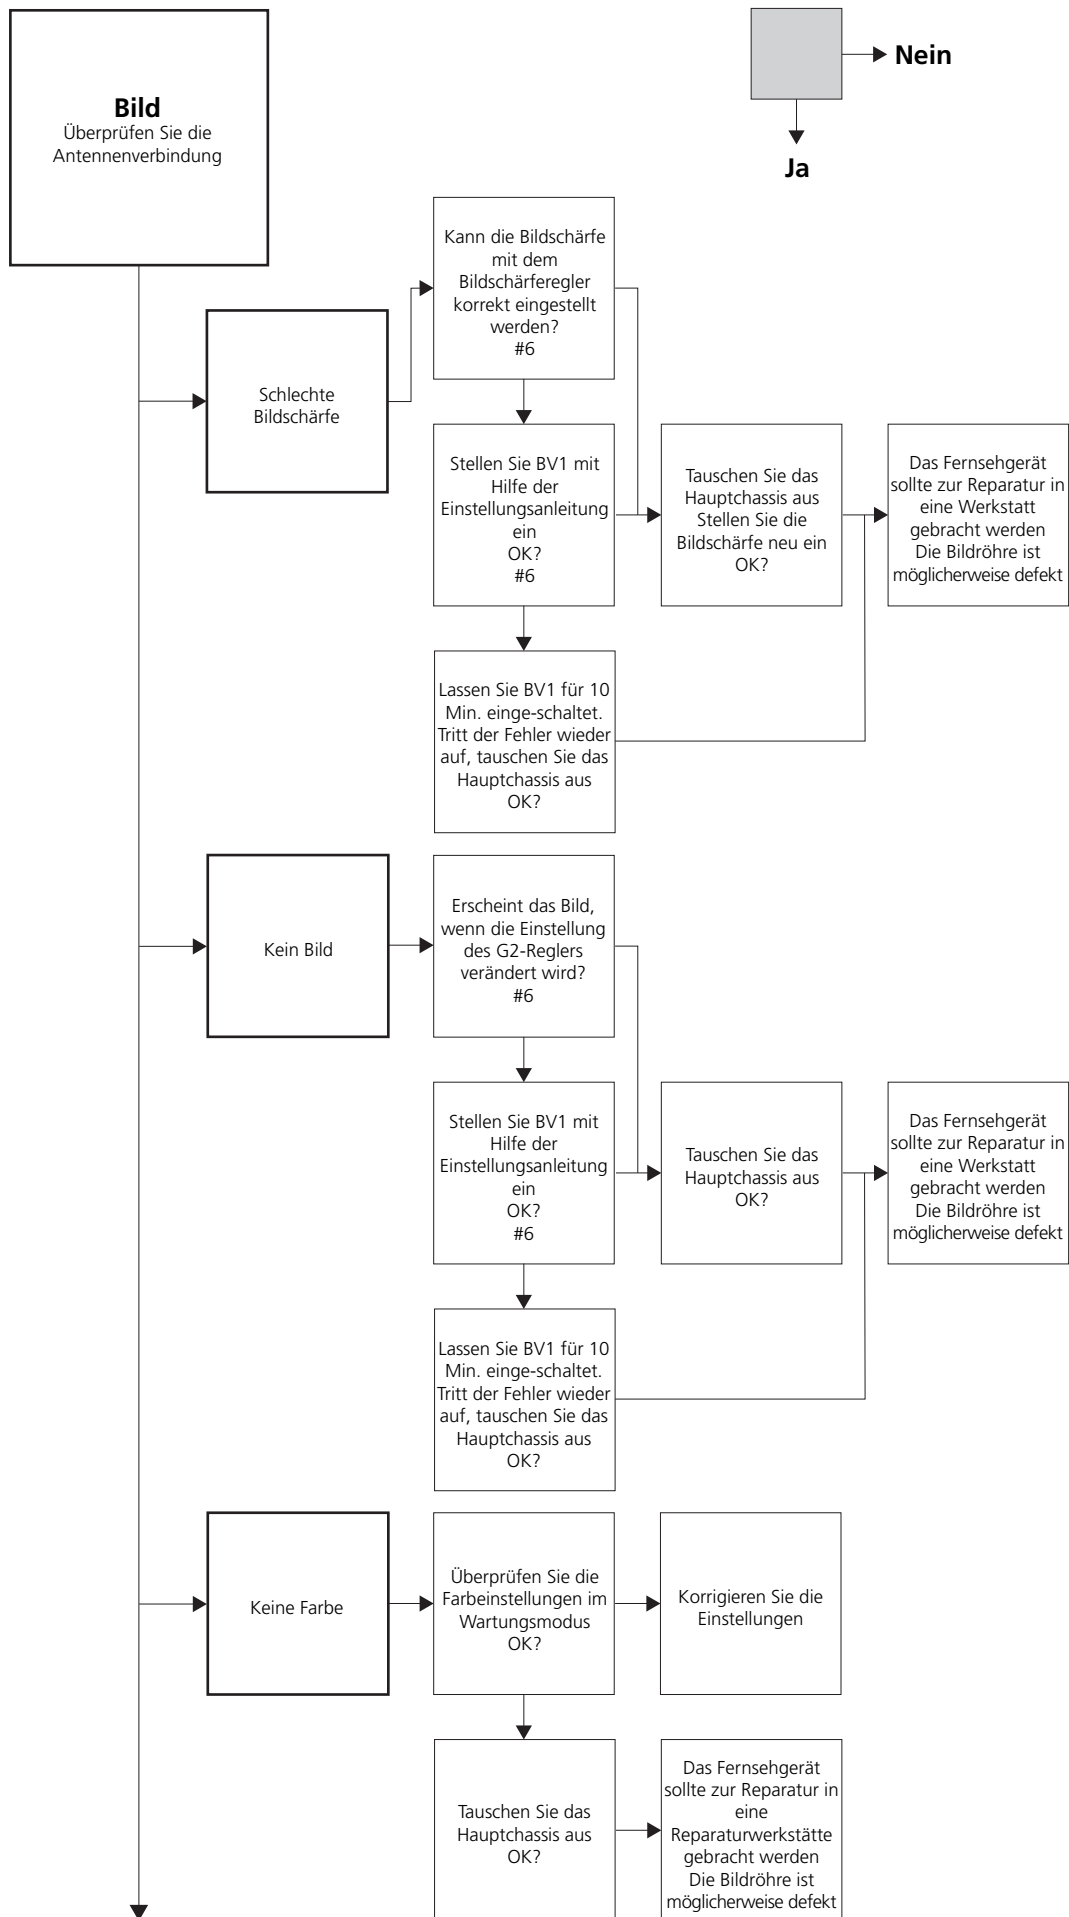 Bild
Überprüfen Sie die
Antennenverbindung
Nein
Ja
Schlechte
Bildschärfe
Kann die Bildschärfe
mit dem
Bildschärferegler
korrekt eingestellt
werden?
#6
Stellen Sie BV1 mit
Hilfe der
Einstellungsanleitung
ein
OK?
#6
Tauschen Sie das
Hauptchassis aus
Stellen Sie die
Bildschärfe neu ein
OK?
Das Fernsehgerät
sollte zur Reparatur in
eine Werkstatt
gebracht werden
Die Bildröhre ist
möglicherweise defekt
Lassen Sie BV1 für 10
Min. einge-schaltet.
Tritt der Fehler wieder
auf, tauschen Sie das
Hauptchassis aus
OK?
Kein Bild
Erscheint das Bild,
wenn die Einstellung
des G2-Reglers
verändert wird?
#6
Stellen Sie BV1 mit
Hilfe der
Einstellungsanleitung
ein
OK?
#6
Tauschen Sie das
Hauptchassis aus
OK?
Das Fernsehgerät
sollte zur Reparatur in
eine Werkstatt
gebracht werden
Die Bildröhre ist
möglicherweise defekt
Lassen Sie BV1 für 10
Min. einge-schaltet.
Tritt der Fehler wieder
auf, tauschen Sie das
Hauptchassis aus
OK?
Keine Farbe
Überprüfen Sie die
Farbeinstellungen im
Wartungsmodus
OK?
Korrigieren Sie die
Einstellungen
Tauschen Sie das
Hauptchassis aus
OK?
Das Fernsehgerät
sollte zur Reparatur in
eine
Reparaturwerkstätte
gebracht werden
Die Bildröhre ist
möglicherweise defekt